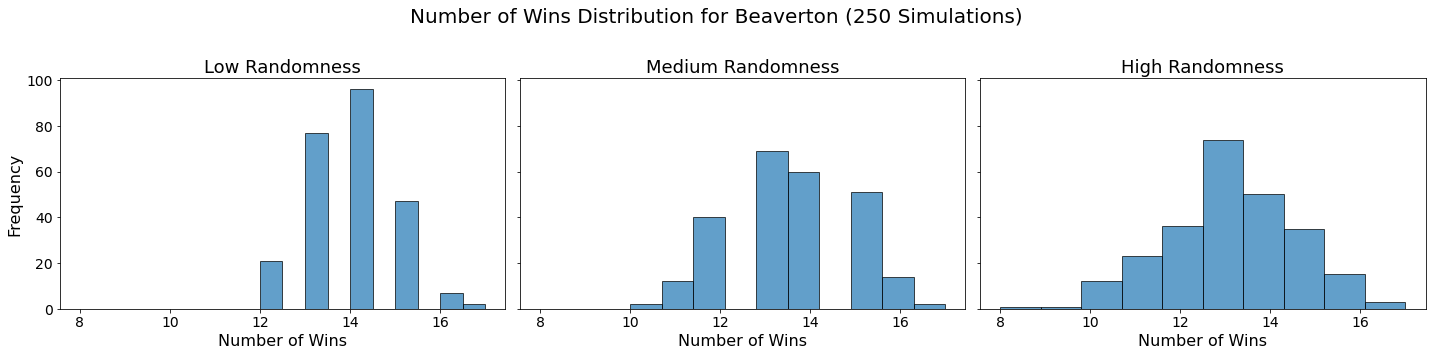 Number of Wins Distribution for Beaverton (250 Simulations)
Low Randomness
Medium Randomness
High Randomness
100
80
60
40
20
0
Frequency
8 10 12 14 16
8 10 12 14 16
8 10 12 14 16
Number of Wins
Number of Wins
Number of Wins